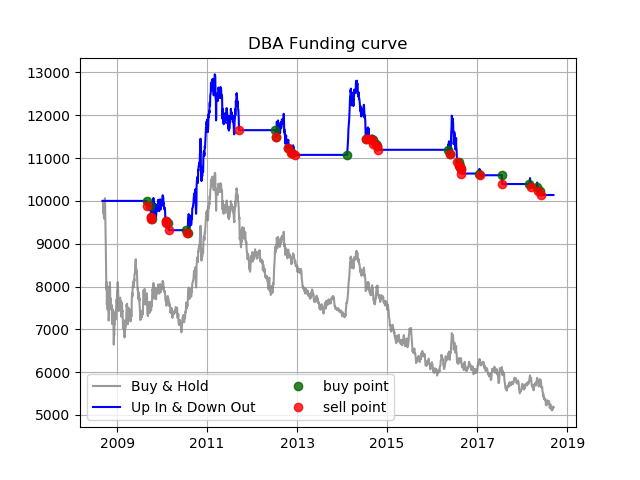 DBA Funding curve
13000
12000
11000
10000
9000
8000
7000
6000
5000
Buy & Hold
Up In & Down Out
buy point
sell point
2009 2011 2013 2015 2017 2019